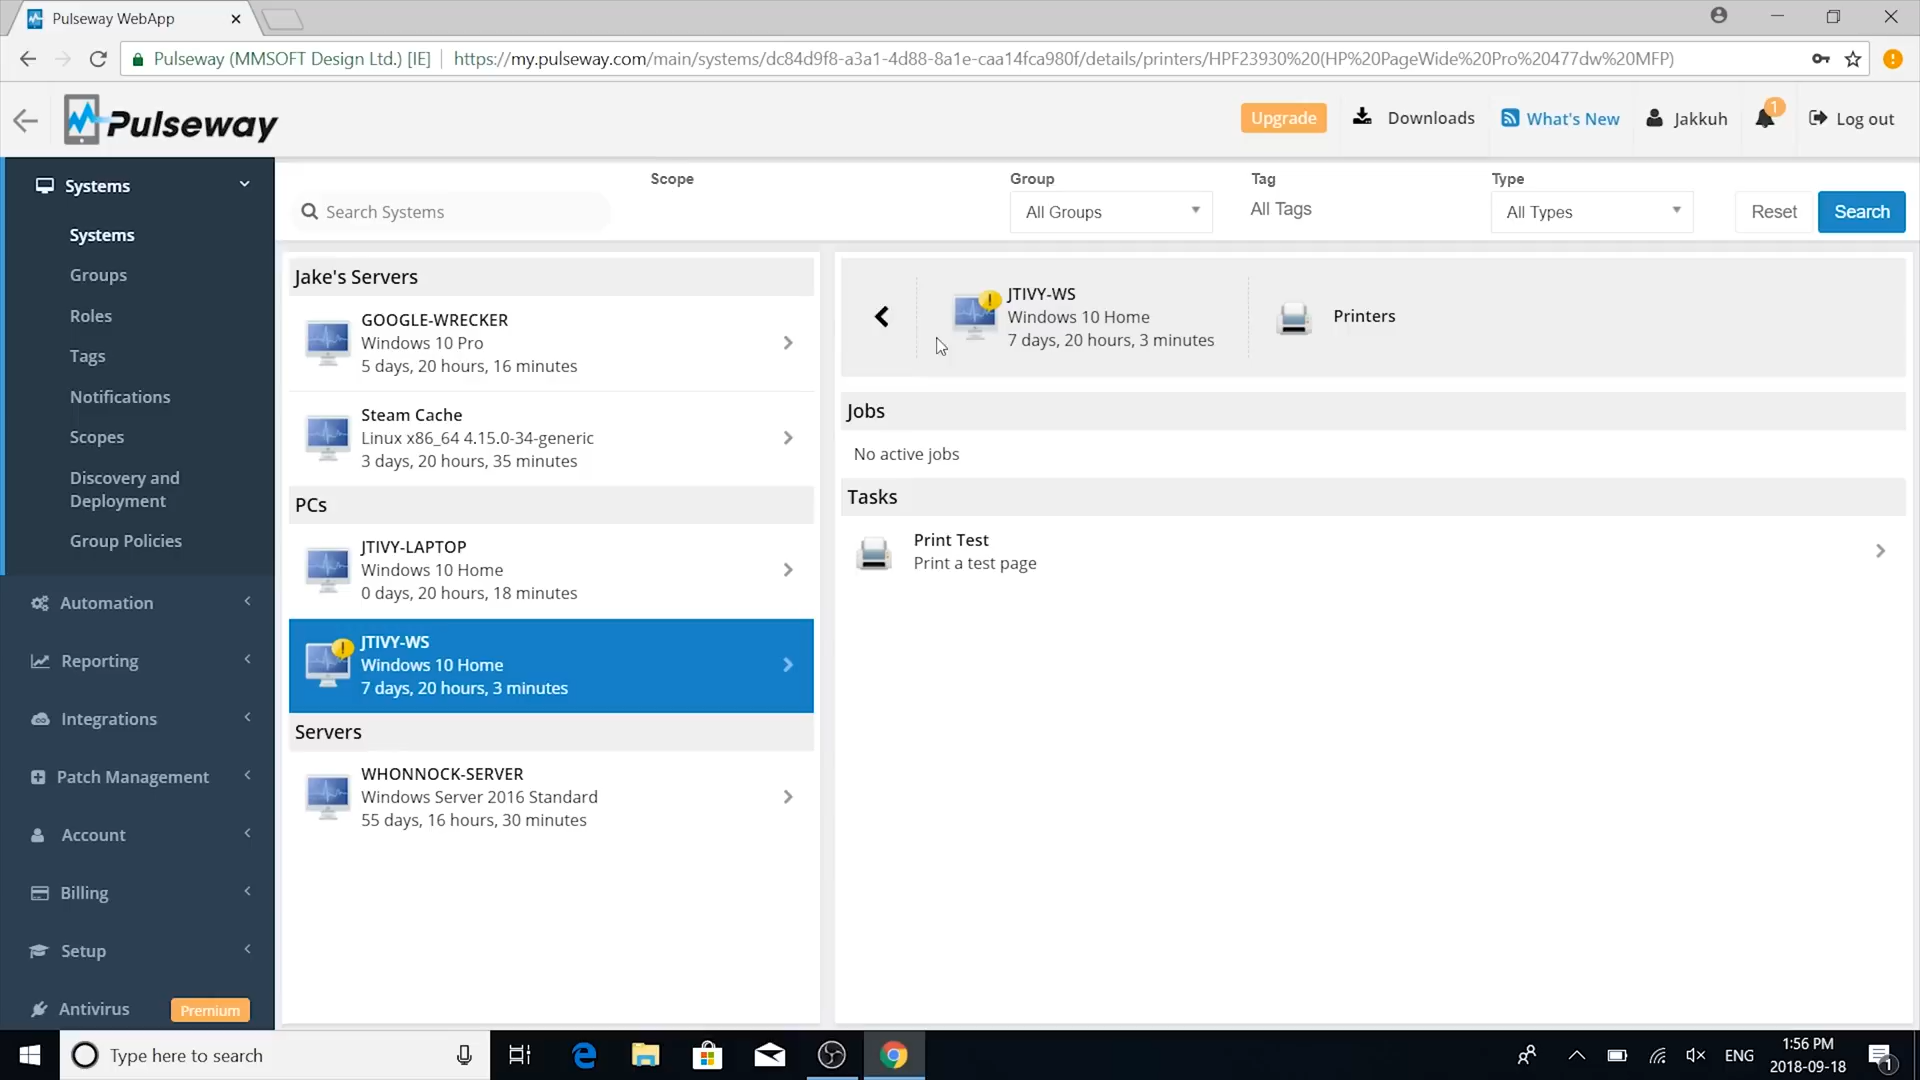 Pulseway WebApp
Pulseway (MMSOFT Design Ltd.) [IE] https://my.pulseway.com/main/systems/dc84d9f8-a3a1-4d88-8a1e-caa14fca980f/details/printers/HPF23930%20(HP%20PageWide%20Pro%20477dw%20MFP)
Pulseway
Upgrade
Downloads
What's New
Jakkuh
1
Log out
Systems
Systems
Groups
Roles
Tags
Notifications
Scopes
Discovery and
Deployment
Group Policies
Automation
Reporting
Integrations
Patch Management
Account
Billing
Setup
Antivirus
Premium
Search Systems
Scope
Group
All Groups
Tag
All Tags
Type
All Types
Reset
Search
Jake's Servers
GOOGLE-WRECKER
Windows 10 Pro
5 days, 20 hours, 16 minutes
Steam Cache
Linux x86_64 4.15.0-34-generic
3 days, 20 hours, 35 minutes
PCs
JTIVY-LAPTOP
Windows 10 Home
0 days, 20 hours, 18 minutes
JTIVY-WS
Windows 10 Home
7 days, 20 hours, 3 minutes
Servers
WHONNOCK-SERVER
Windows Server 2016 Standard
55 days, 16 hours, 30 minutes
JTIVY-WS
Windows 10 Home
7 days, 20 hours, 3 minutes
Printers
Jobs
No active jobs
Tasks
Print Test
Print a test page
Type here to search
ENG
1:56 PM
2018-09-18
1